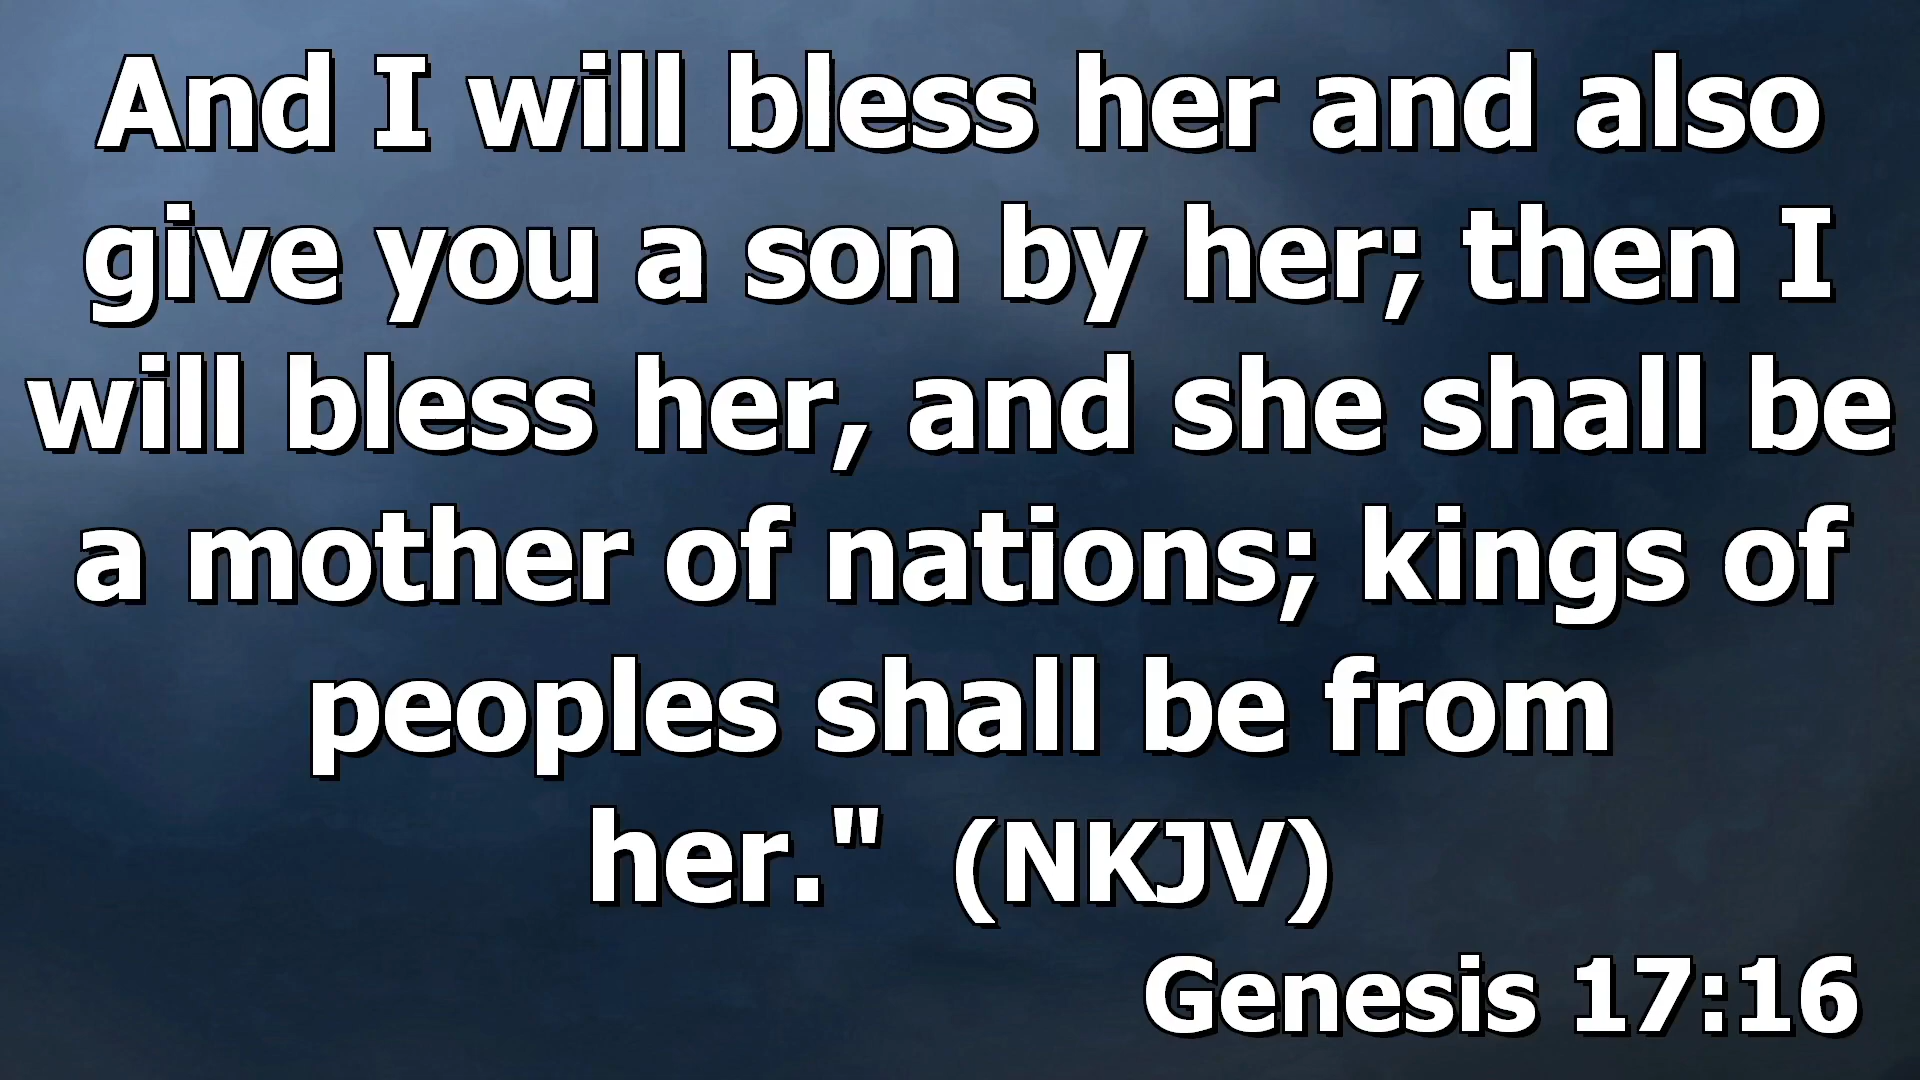 And I will bless her and also
give you a son by her; then I
will bless her, and she shall be
a mother of nations; kings of
peoples shall be from
her."  (NKJV)
Genesis 17:16